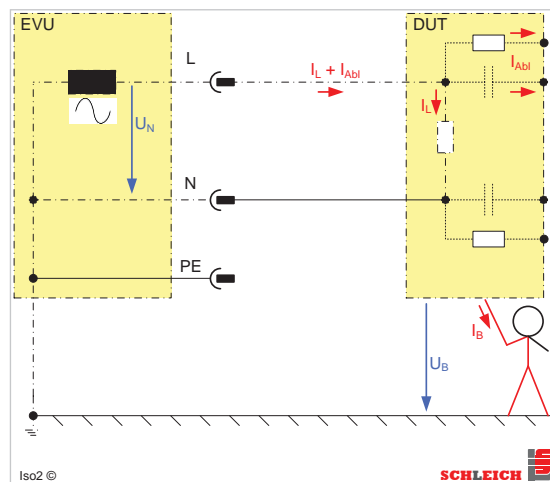 EVU
DUT
L
I_L + I_Abl
I_Abl
I_L
U_N
N
PE
I_B
U_B
Iso2 ©
SCHLEICH